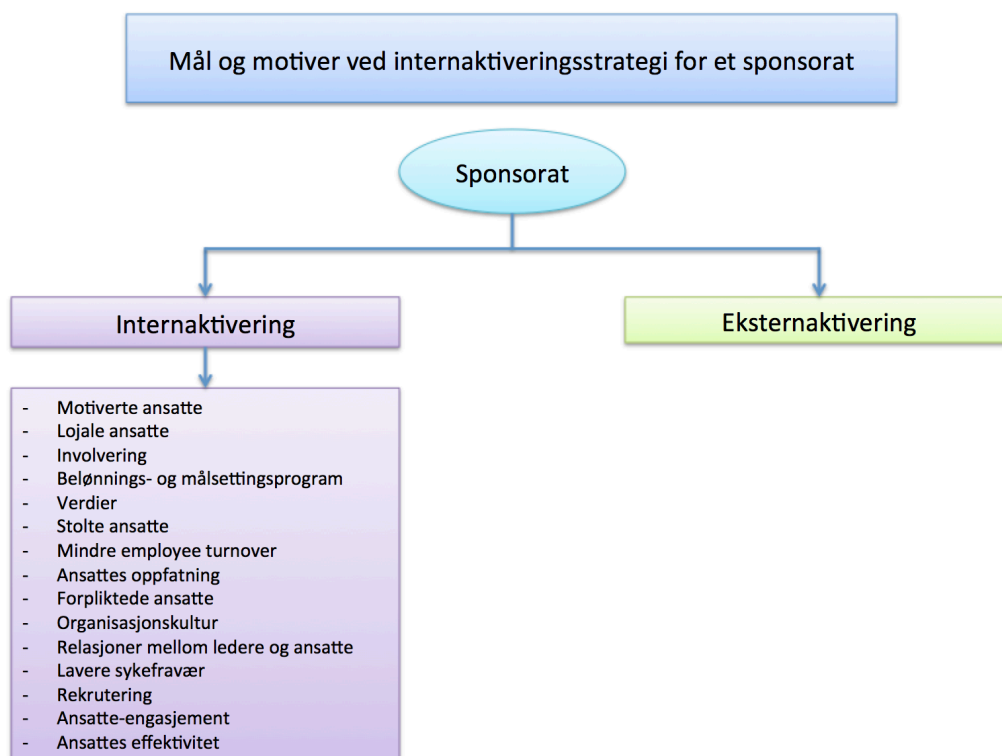 Mål og motiver ved internaktiveringsstrategi for et sponsorat
Sponsorat
Internaktivering
Eksternaktivering
- Motiverte ansatte
- Lojale ansatte
- Involvering
- Belønnings- og målsettingsprogram
- Verdier
- Stolte ansatte
- Mindre employee turnover
- Ansattes oppfatning
- Forpliktede ansatte
- Organisasjonskultur
- Relasjoner mellom ledere og ansatte
- Lavere sykefravær
- Rekrutering
- Ansatte-engasjement
- Ansattes effektivitet